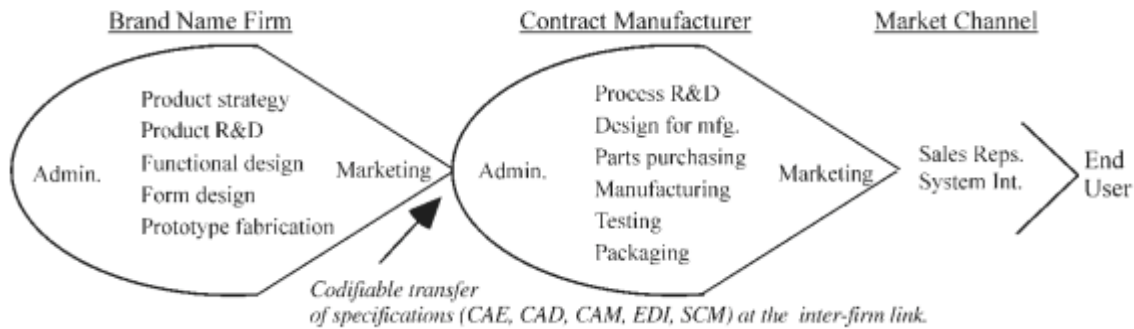 Brand Name Firm
Contract Manufacturer
Market Channel
Admin.
Product strategy
Product R&D
Functional design
Form design
Prototype fabrication
Marketing
Admin.
Process R&D
Design for mfg.
Parts purchasing
Manufacturing
Testing
Packaging
Marketing
Sales Reps.
System Int.
End
User
Codifiable transfer
of specifications (CAE, CAD, CAM, EDI, SCM) at the inter-firm link.